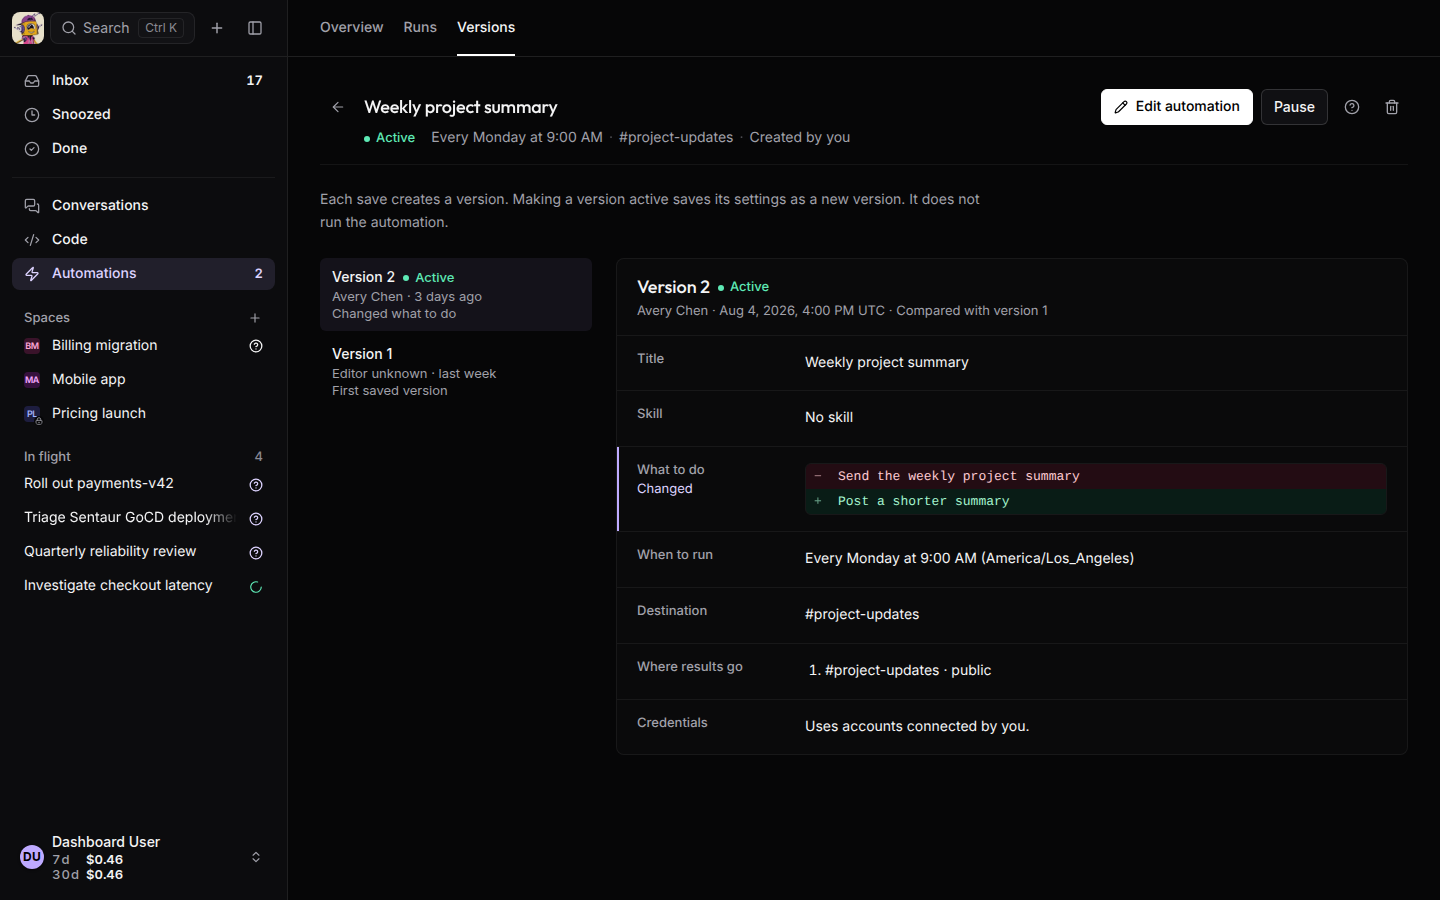 Search Ctrl K
Overview Runs Versions
Inbox 17
Snoozed
Done
Conversations
Code
Automations 2
Spaces
BM Billing migration
MA Mobile app
PL Pricing launch
In flight 4
Roll out payments-v42
Triage Sentaur GoCD deployme
Quarterly reliability review
Investigate checkout latency
DU Dashboard User
7d $0.46
30d $0.46
Weekly project summary
Edit automation Pause
Active Every Monday at 9:00 AM · #project-updates · Created by you
Each save creates a version. Making a version active saves its settings as a new version. It does not
run the automation.
Version 2 Active
Avery Chen · 3 days ago
Changed what to do
Version 1
Editor unknown · last week
First saved version
Version 2 Active
Avery Chen · Aug 4, 2026, 4:00 PM UTC · Compared with version 1
Title Weekly project summary
Skill No skill
What to do
Changed
− Send the weekly project summary
+ Post a shorter summary
When to run Every Monday at 9:00 AM (America/Los_Angeles)
Destination #project-updates
Where results go 1. #project-updates · public
Credentials Uses accounts connected by you.